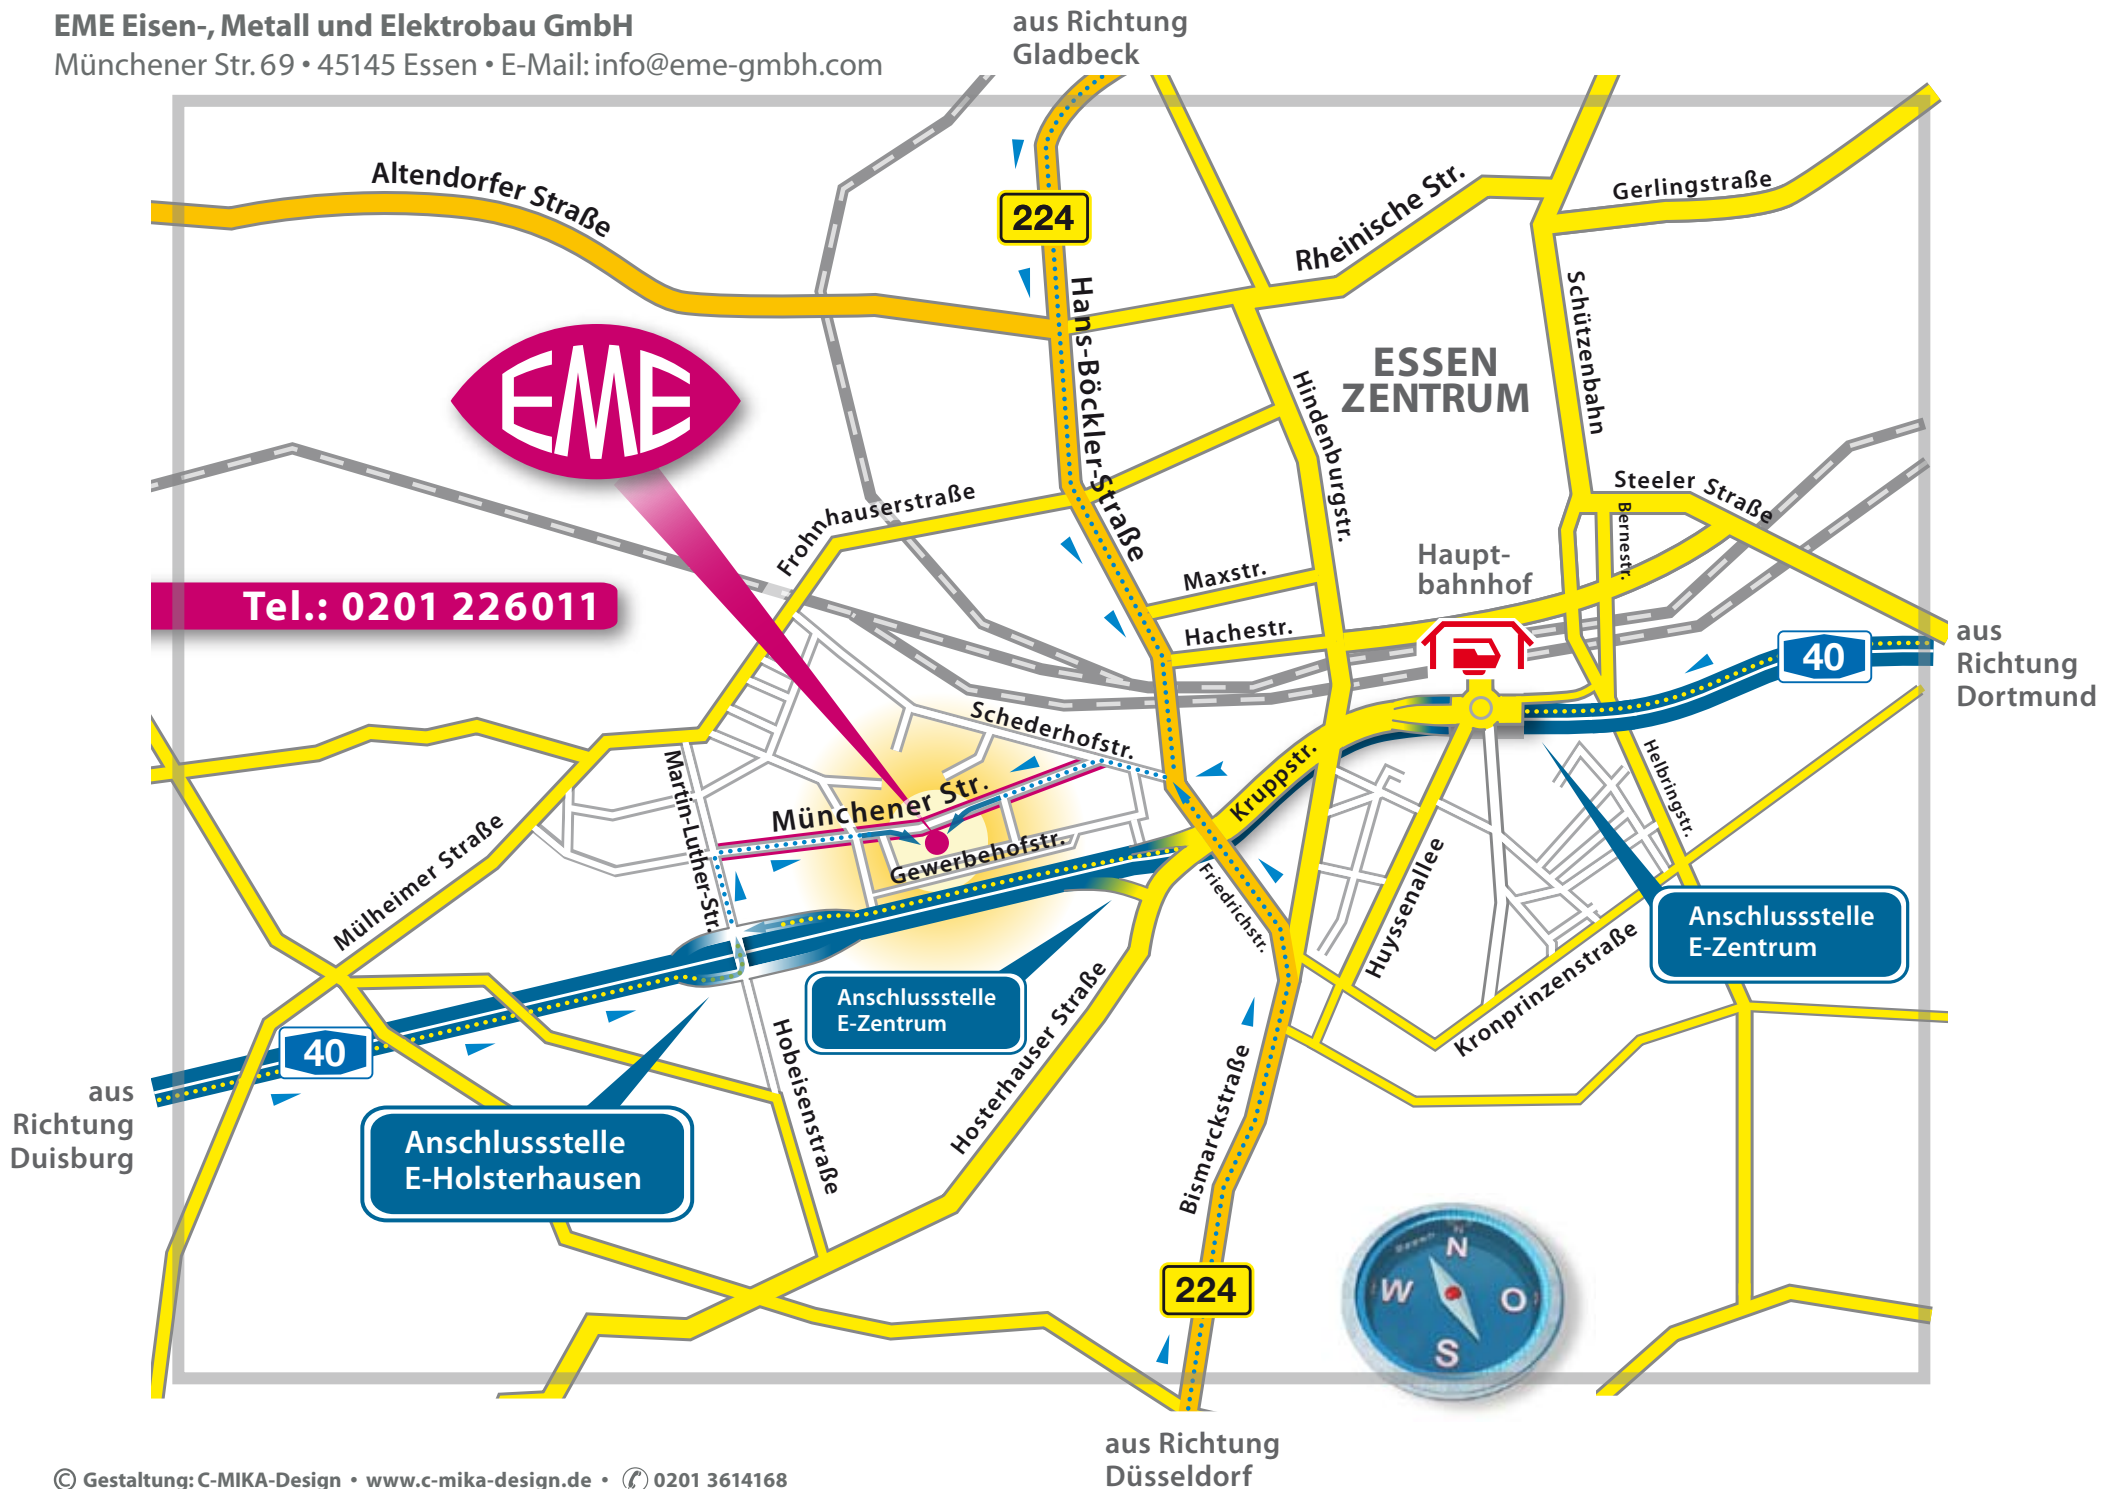 EME Eisen-, Metall und Elektrobau GmbH
Münchener Str. 69 • 45145 Essen • E-Mail: info@eme-gmbh.com
aus Richtung
Gladbeck
Altendorfer Straße
224
Rheinische Str.
Gerlingstraße
Hans-Böckler-Straße
Schützenbahn
EME
ESSEN
ZENTRUM
Hindenburgstr.
Frohnhauserstraße
Steeler Straße
Bernestr.
Haupt-
bahnhof
Maxstr.
Hachestr.
Tel.: 0201 226011
40
aus
Richtung
Dortmund
Schederhofstr.
Martin-Luther-Str.
Münchener Str.
Gewerbehofstr.
Kruppstr.
Helbringstr.
Mülheimer Straße
Friedrichstr.
Huyssenallee
Anschlussstelle
E-Zentrum
Kronprinzenstraße
Anschlussstelle
E-Zentrum
40
Hobeisenstraße
Hosterhauser Straße
Bismarckstraße
aus
Richtung
Duisburg
Anschlussstelle
E-Holsterhausen
224
N
W
O
S
aus Richtung
Düsseldorf
© Gestaltung: C-MIKA-Design • www.c-mika-design.de • ✆ 0201 3614168